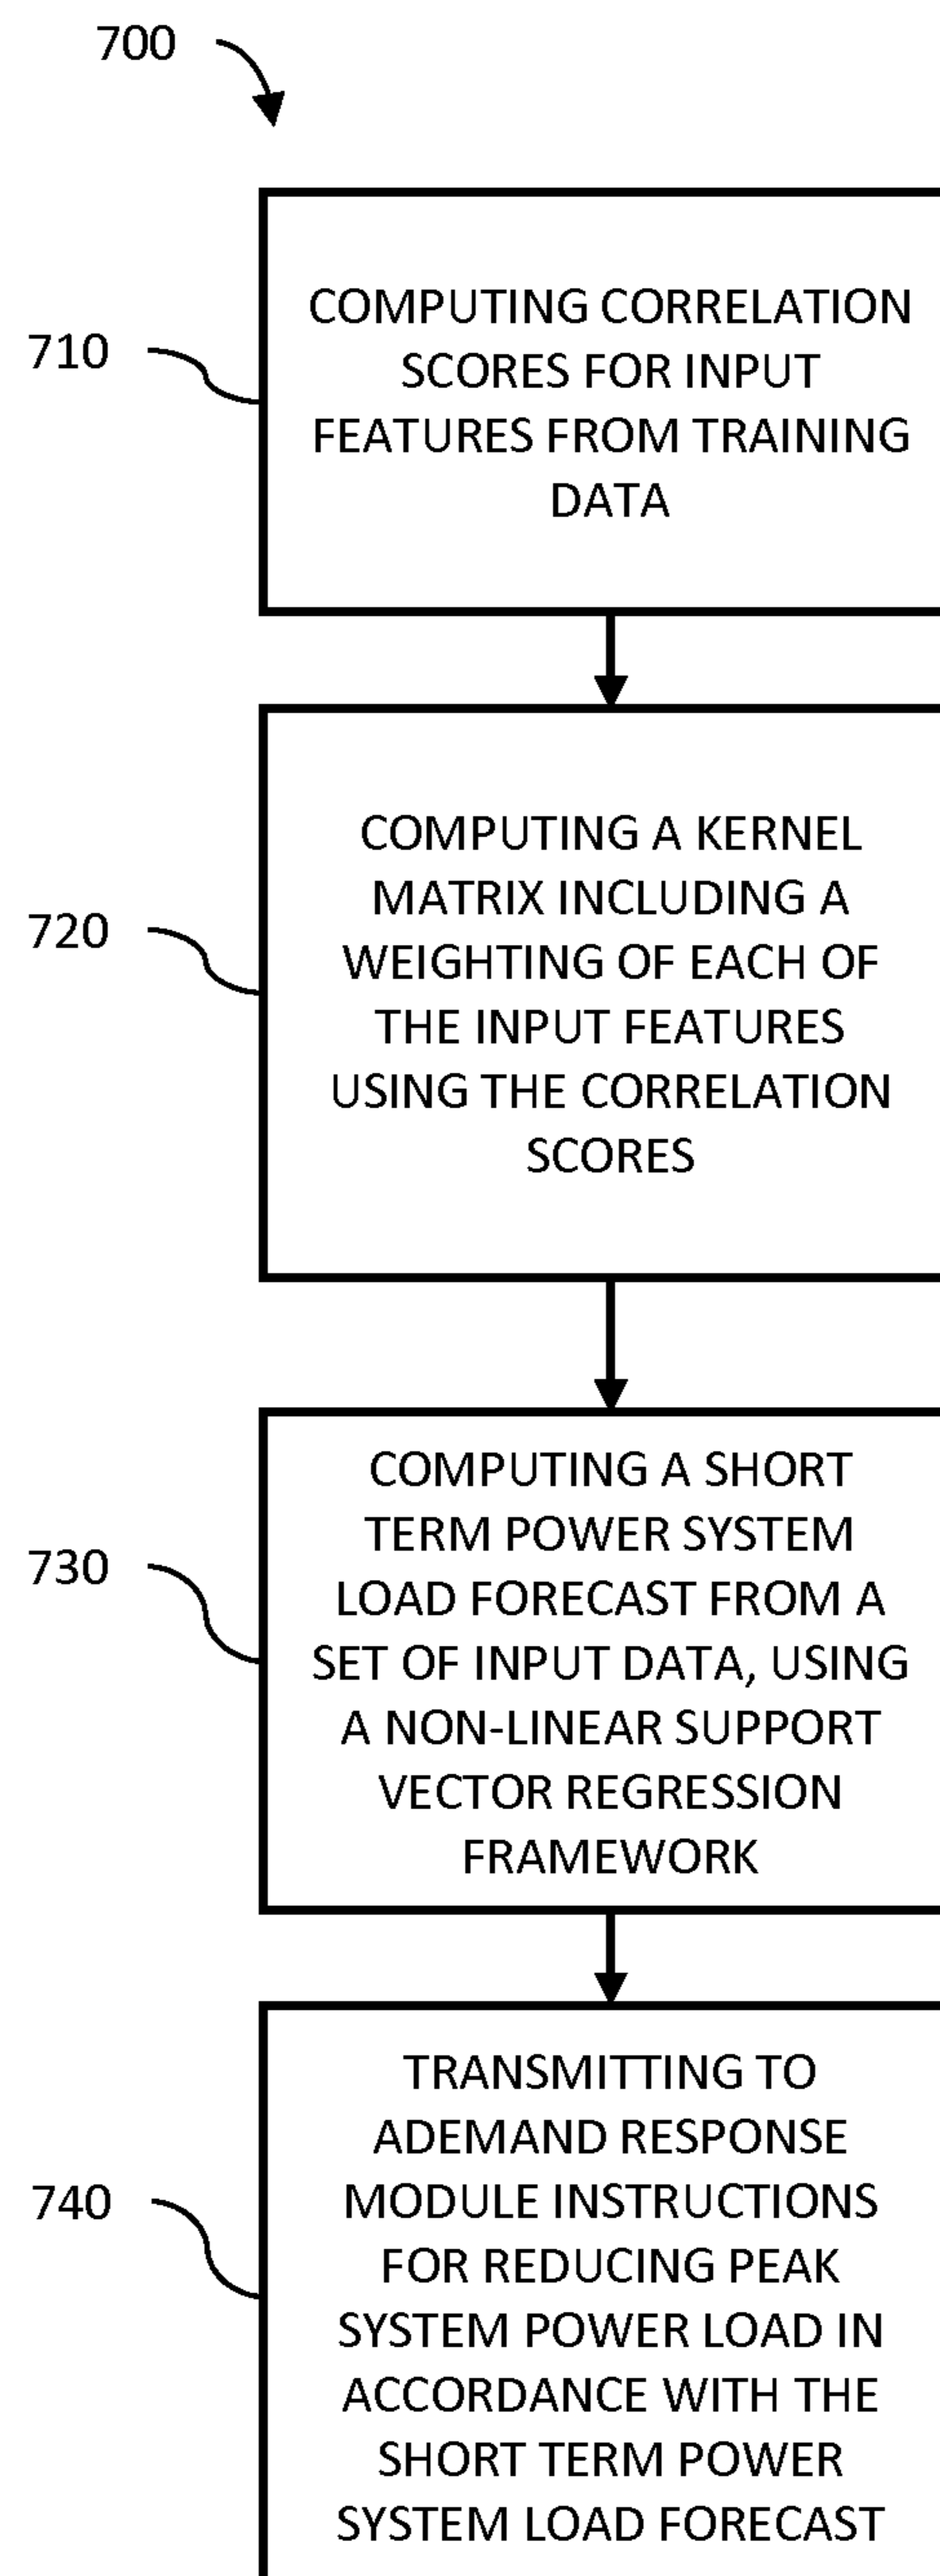 700
710
COMPUTING CORRELATION
SCORES FOR INPUT
FEATURES FROM TRAINING
DATA
720
COMPUTING A KERNEL
MATRIX INCLUDING A
WEIGHTING OF EACH OF
THE INPUT FEATURES
USING THE CORRELATION
SCORES
730
COMPUTING A SHORT
TERM POWER SYSTEM
LOAD FORECAST FROM A
SET OF INPUT DATA, USING
A NON-LINEAR SUPPORT
VECTOR REGRESSION
FRAMEWORK
740
TRANSMITTING TO
ADEMAND RESPONSE
MODULE INSTRUCTIONS
FOR REDUCING PEAK
SYSTEM POWER LOAD IN
ACCORDANCE WITH THE
SHORT TERM POWER
SYSTEM LOAD FORECAST